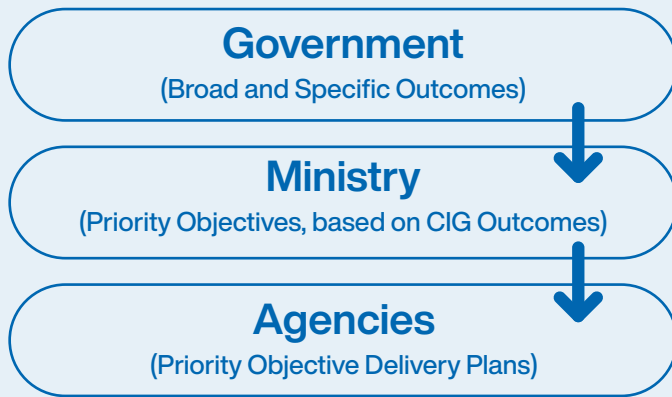 Government
(Broad and Specific Outcomes)
Ministry
(Priority Objectives, based on CIG Outcomes)
Agencies
(Priority Objective Delivery Plans)